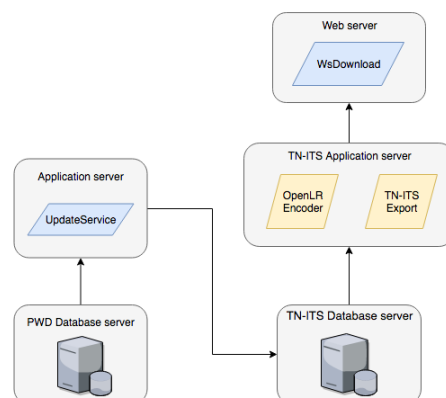 Web server
WsDownload
TN-ITS Application server
OpenLR
Encoder
TN-ITS
Export
Application server
UpdateService
PWD Database server
TN-ITS Database server